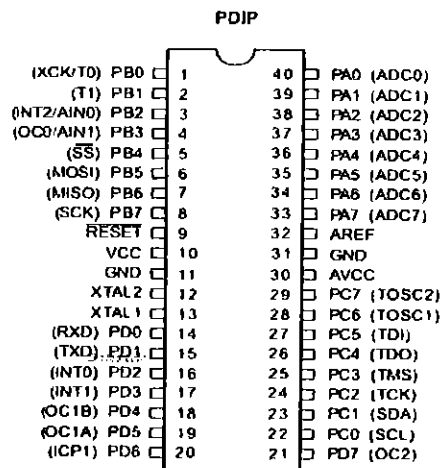 PDIP
(XCK/T0) PB0 1 40 PA0 (ADC0)
(T1) PB1 2 39 PA1 (ADC1)
(INT2/AIN0) PB2 3 38 PA2 (ADC2)
(OC0/AIN1) PB3 4 37 PA3 (ADC3)
(SS) PB4 5 36 PA4 (ADC4)
(MOSI) PB5 6 35 PA5 (ADC5)
(MISO) PB6 7 34 PA6 (ADC6)
(SCK) PB7 8 33 PA7 (ADC7)
RESET 9 32 AREF
VCC 10 31 GND
GND 11 30 AVCC
XTAL2 12 29 PC7 (TOSC2)
XTAL1 13 28 PC6 (TOSC1)
(RXD) PD0 14 27 PC5 (TDI)
(TXD) PD1 15 26 PC4 (TDO)
(INT0) PD2 16 25 PC3 (TMS)
(INT1) PD3 17 24 PC2 (TCK)
(OC1B) PD4 18 23 PC1 (SDA)
(OC1A) PD5 19 22 PC0 (SCL)
(ICP1) PD6 20 21 PD7 (OC2)